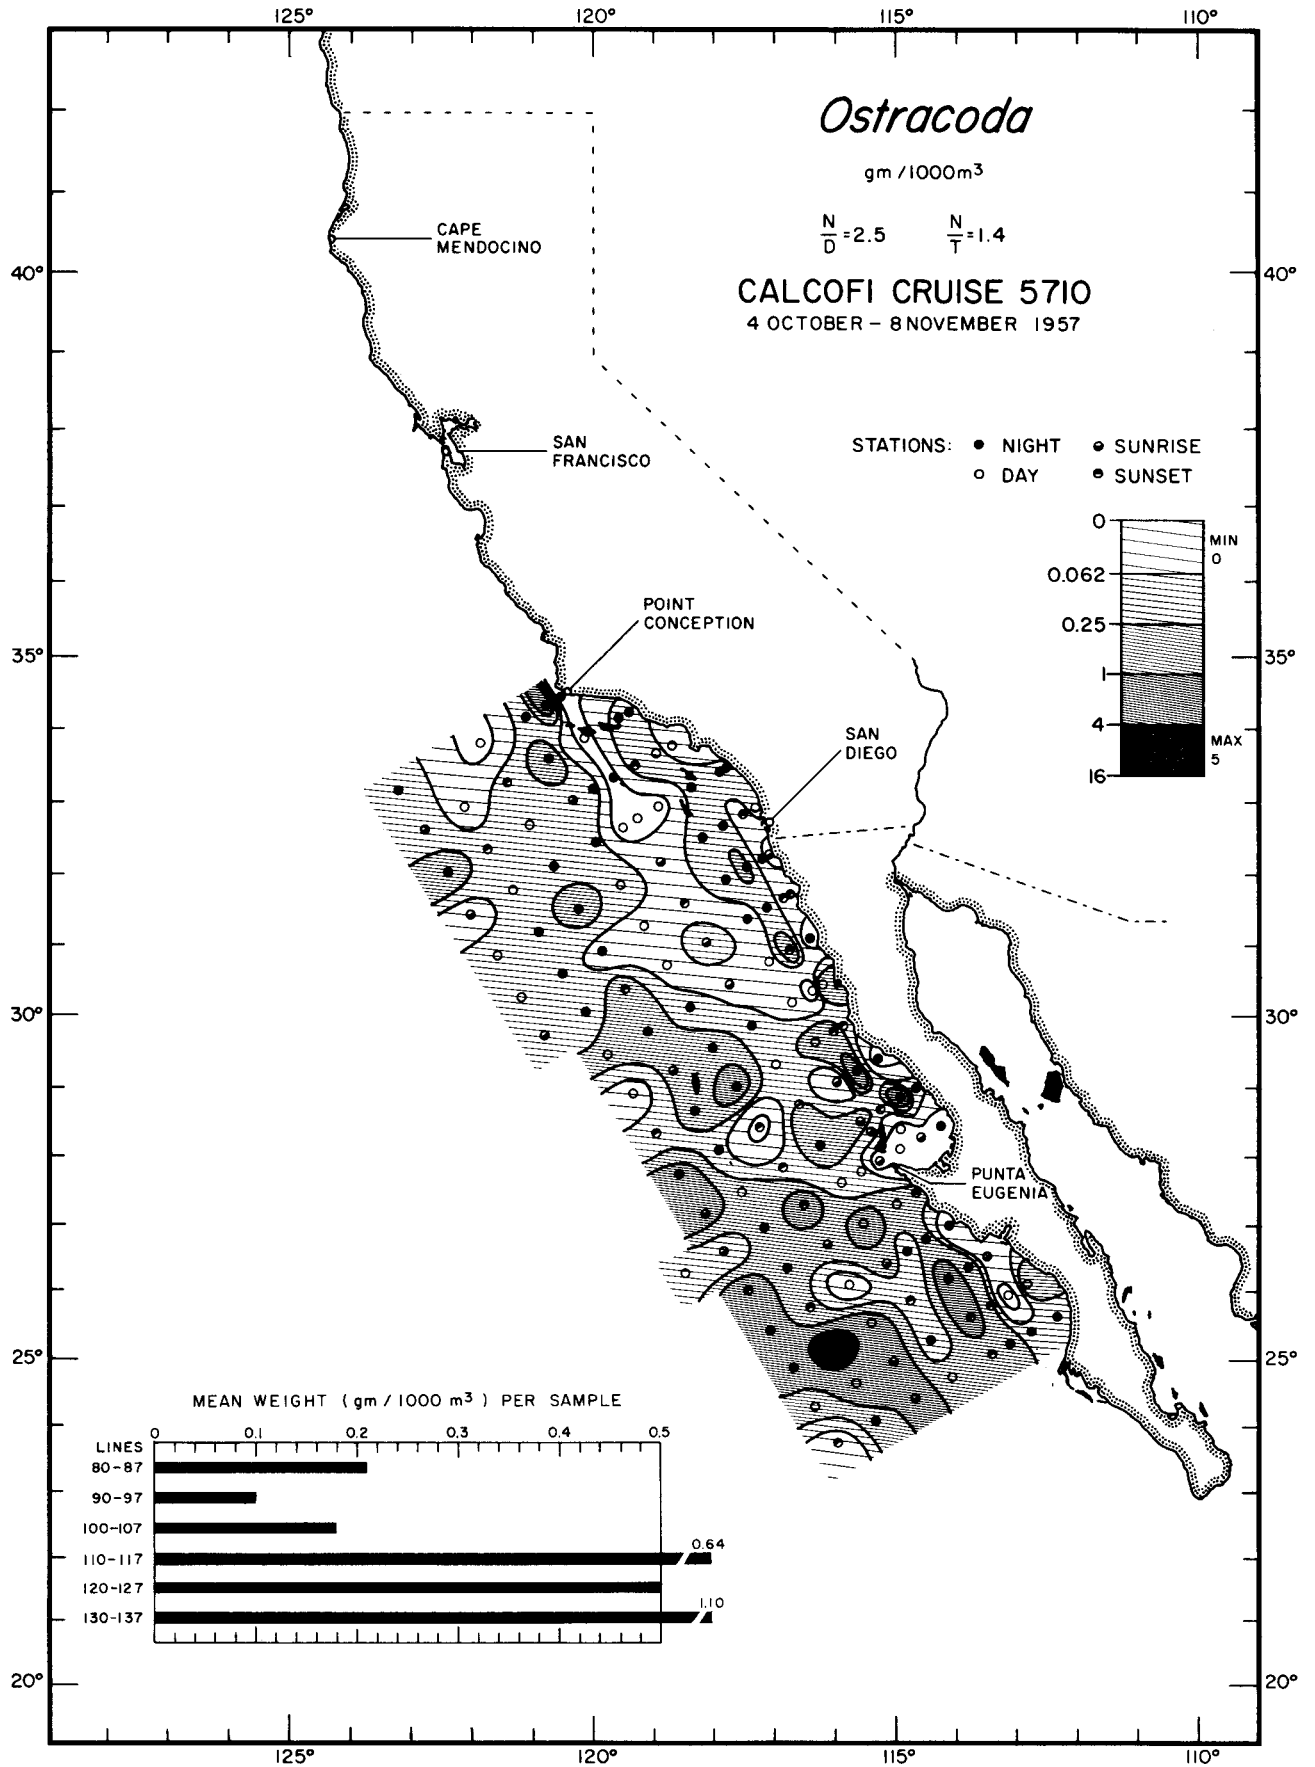 125° 120° 115° 110°
Ostracoda
gm/1000m³
N/D = 2.5 N/T = 1.4
CALCOFI CRUISE 5710
4 OCTOBER – 8 NOVEMBER 1957
CAPE
MENDOCINO
40° 40°
SAN
FRANCISCO
STATIONS: ● NIGHT SUNRISE
○ DAY SUNSET
0
MIN
0
0.062
0.25
1
4
MAX
5
16
POINT
CONCEPTION
35° 35°
SAN
DIEGO
30° 30°
PUNTA
EUGENIA
25° 25°
MEAN WEIGHT (gm/1000 m³) PER SAMPLE
LINES
0 0.1 0.2 0.3 0.4 0.5
80-87
90-97
100-107
110-117 0.64
120-127
130-137 1.10
20° 20°
125° 120° 115° 110°